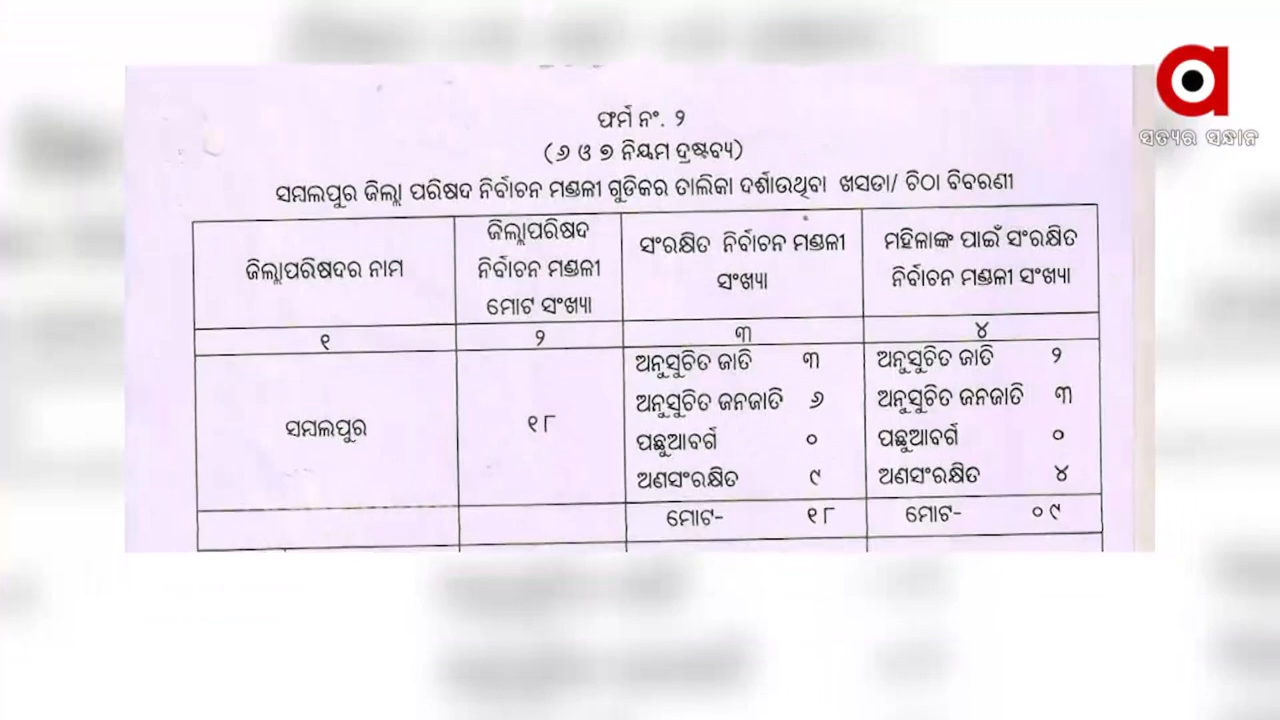 ସତ୍ୟର ସନ୍ଧାନ
ଫର୍ମ ନଂ. ୨
(୬ ଓ ୭ ନିୟମ ଦ୍ରଷ୍ଟବ୍ୟ)
ସମ୍ବଲପୁର ଜିଲ୍ଲା ପରିଷଦ ନିର୍ବାଚନ ମଣ୍ଡଳୀ ଗୁଡିକର ତାଲିକା ଦର୍ଶାଉଥିବା ଖସଡା/ ଚିଠା ବିବରଣୀ
ଜିଲ୍ଲାପରିଷଦର ନାମ
ଜିଲ୍ଲାପରିଷଦ
ନିର୍ବାଚନ ମଣ୍ଡଳୀ
ମୋଟ ସଂଖ୍ୟା
ସଂରକ୍ଷିତ ନିର୍ବାଚନ ମଣ୍ଡଳୀ
ସଂଖ୍ୟା
ମହିଳାଙ୍କ ପାଇଁ ସଂରକ୍ଷିତ
ନିର୍ବାଚନ ମଣ୍ଡଳୀ ସଂଖ୍ୟା
୧ ୨ ୩ ୪
ସମ୍ବଲପୁର
୧୮
ଅନୁସୁଚିତ ଜାତି ୩
ଅନୁସୁଚିତ ଜନଜାତି ୬
ପଛୁଆବର୍ଗ ୦
ଅଣସଂରକ୍ଷିତ ୯
ଅନୁସୁଚିତ ଜାତି ୨
ଅନୁସୁଚିତ ଜନଜାତି ୩
ପଛୁଆବର୍ଗ ୦
ଅଣସଂରକ୍ଷିତ ୪
ମୋଟ- ୧୮
ମୋଟ- ୦୯